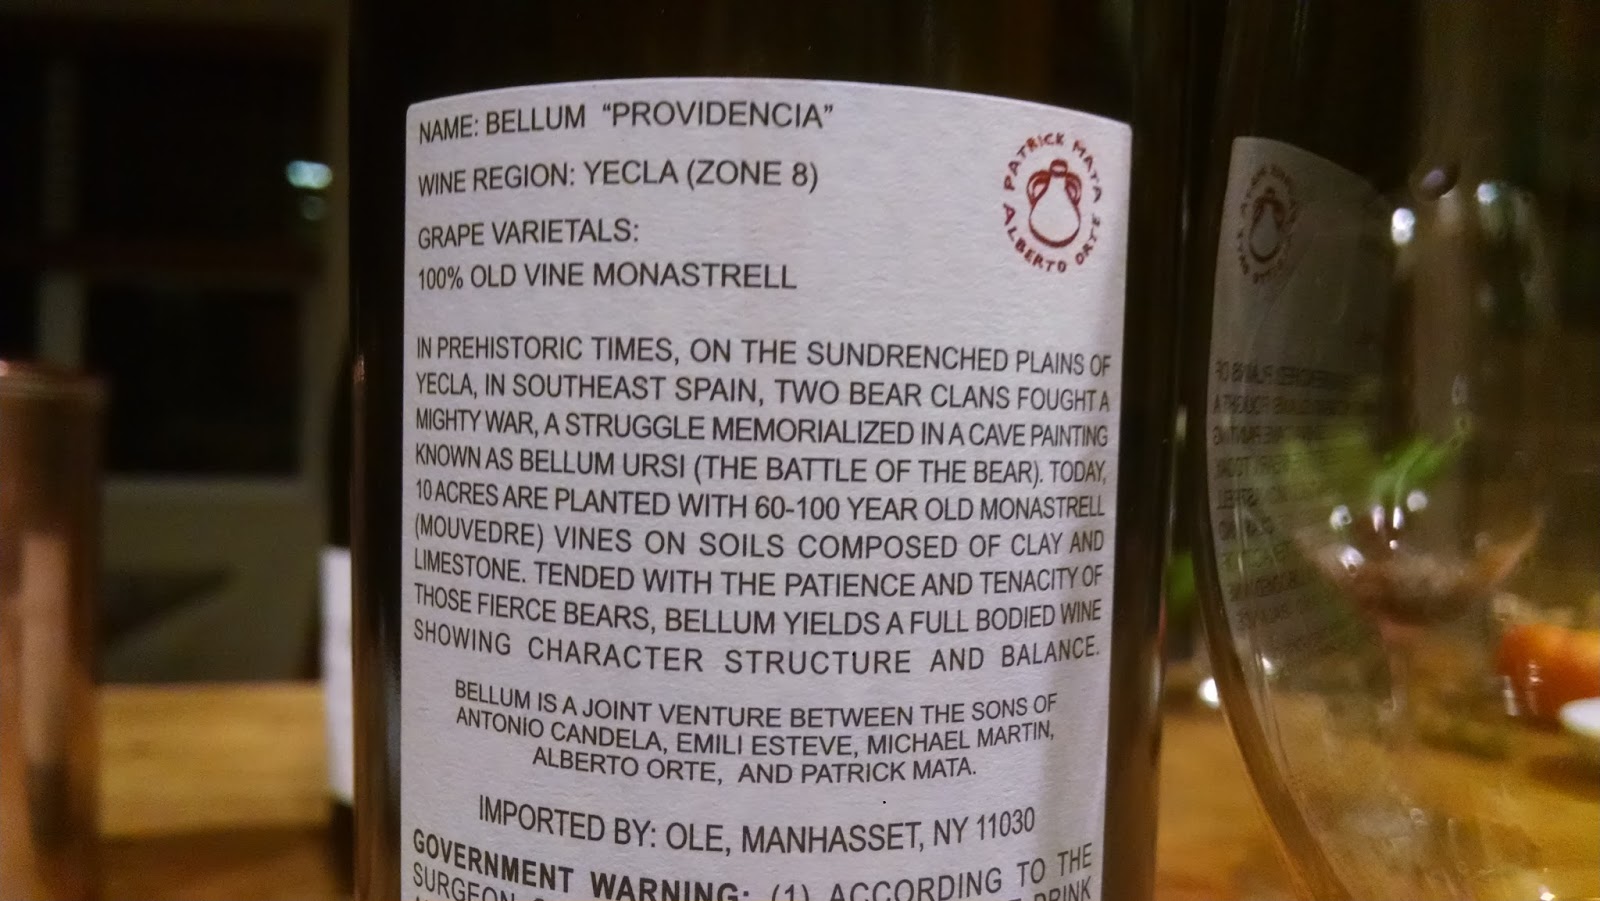 NAME: BELLUM "PROVIDENCIA"
WINE REGION: YECLA (ZONE 8)
GRAPE VARIETALS:
100% OLD VINE MONASTRELL
PATRICK MATA
ALBERTO ORTE
IN PREHISTORIC TIMES, ON THE SUNDRENCHED PLAINS OF
YECLA, IN SOUTHEAST SPAIN, TWO BEAR CLANS FOUGHT A
MIGHTY WAR, A STRUGGLE MEMORIALIZED IN A CAVE PAINTING
KNOWN AS BELLUM URSI (THE BATTLE OF THE BEAR). TODAY,
10 ACRES ARE PLANTED WITH 60-100 YEAR OLD MONASTRELL
(MOUVEDRE) VINES ON SOILS COMPOSED OF CLAY AND
LIMESTONE. TENDED WITH THE PATIENCE AND TENACITY OF
THOSE FIERCE BEARS, BELLUM YIELDS A FULL BODIED WINE
SHOWING CHARACTER STRUCTURE AND BALANCE.
BELLUM IS A JOINT VENTURE BETWEEN THE SONS OF
ANTONIO CANDELA, EMILI ESTEVE, MICHAEL MARTIN,
ALBERTO ORTE, AND PATRICK MATA.
IMPORTED BY: OLE, MANHASSET, NY 11030
GOVERNMENT WARNING: (1) ACCORDING TO THE
SURGEON DRINK